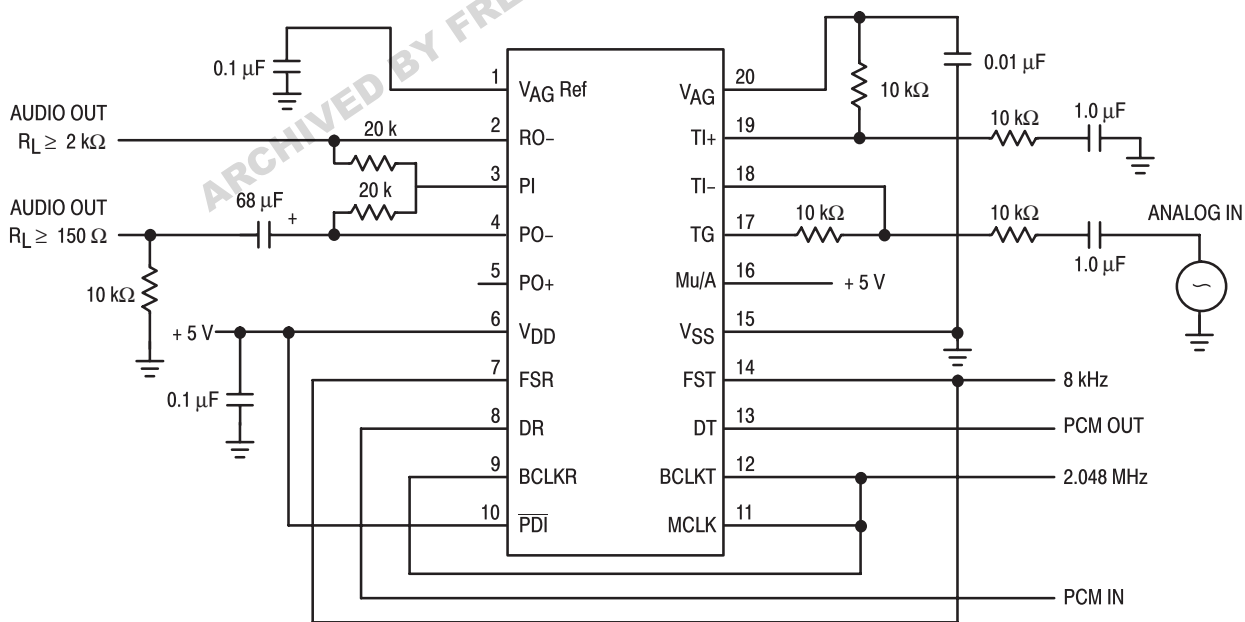 ARCHIVED BY FRE
0.1 μF
1
VAG Ref
AUDIO OUT
RL ≥ 2 kΩ
2
RO–
20 k
3
PI
20 k
AUDIO OUT
RL ≥ 150 Ω
68 μF
+
4
PO–
10 kΩ
5
PO+
+ 5 V
6
VDD
0.1 μF
7
FSR
8
DR
9
BCLKR
10
PDI
20
VAG
10 kΩ
0.01 μF
19
TI+
10 kΩ
1.0 μF
18
TI–
17
TG
10 kΩ
10 kΩ
1.0 μF
ANALOG IN
16
Mu/A
+ 5 V
15
VSS
14
FST
8 kHz
13
DT
PCM OUT
12
BCLKT
2.048 MHz
11
MCLK
PCM IN